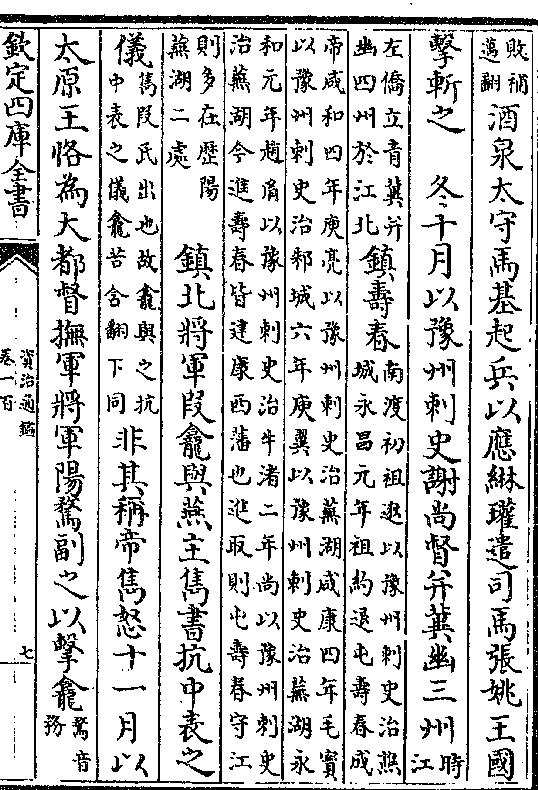 敗補
邁翻
酒泉太守馬基起兵以應綝瓘遣司馬張姚王國
擊斬之　冬十月以豫州刺史謝尚督并冀幽三州
時
江
左僑立青冀并
幽四州於江北
鎮壽春
南渡初祖逖以豫州刺史治譙
城永昌元年祖約退屯壽春成
帝咸和四年庾亮以豫州刺史治蕪湖咸康四年毛寳
以豫州刺史治邾城六年庾翼以豫州刺史治蕪湖永
和元年趙胤以豫州刺史治牛渚二年尚以豫州刺史
治蕪湖今進壽春皆建康西藩也進取則屯壽春守江
則多在歴陽
蕪湖二處
鎮北將軍段龕與燕主儁書抗中表之
儀
儁段氏出也故龕與之抗
中表之儀龕苦含翻下同
非其稱帝儁怒十一月以
太原王恪為大都督撫軍將軍陽騖副之以擊龕
騖音
務
欽定四庫全書
資治通鑑
卷一百
七